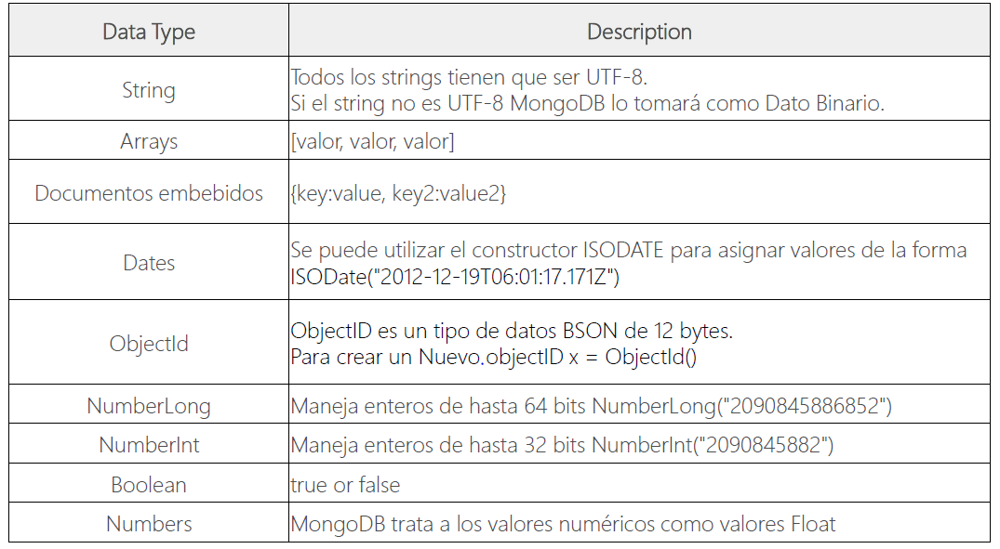 Data Type
Description
String
Todos los strings tienen que ser UTF-8.
Si el string no es UTF-8 MongoDB lo tomará como Dato Binario.
Arrays
[valor, valor, valor]
Documentos embebidos
{key:value, key2:value2}
Dates
Se puede utilizar el constructor ISODATE para asignar valores de la forma
ISODate("2012-12-19T06:01:17.171Z")
ObjectId
ObjectID es un tipo de datos BSON de 12 bytes.
Para crear un Nuevo.objectID x = ObjectId()
NumberLong
Maneja enteros de hasta 64 bits NumberLong("2090845886852")
NumberInt
Maneja enteros de hasta 32 bits NumberInt("2090845882")
Boolean
true or false
Numbers
MongoDB trata a los valores numéricos como valores Float